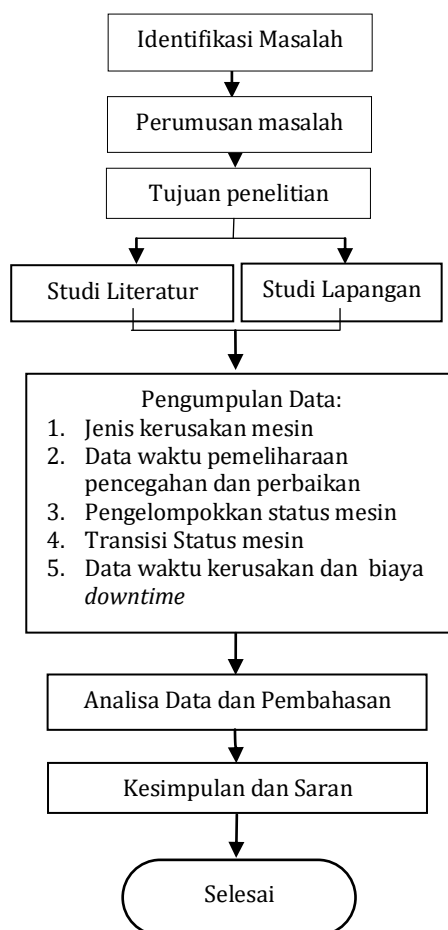 Identifikasi Masalah
Perumusan masalah
Tujuan penelitian
Studi Literatur
Studi Lapangan
Pengumpulan Data:
1. Jenis kerusakan mesin
2. Data waktu pemeliharaan
pencegahan dan perbaikan
3. Pengelompokkan status mesin
4. Transisi Status mesin
5. Data waktu kerusakan dan biaya
downtime
Analisa Data dan Pembahasan
Kesimpulan dan Saran
Selesai